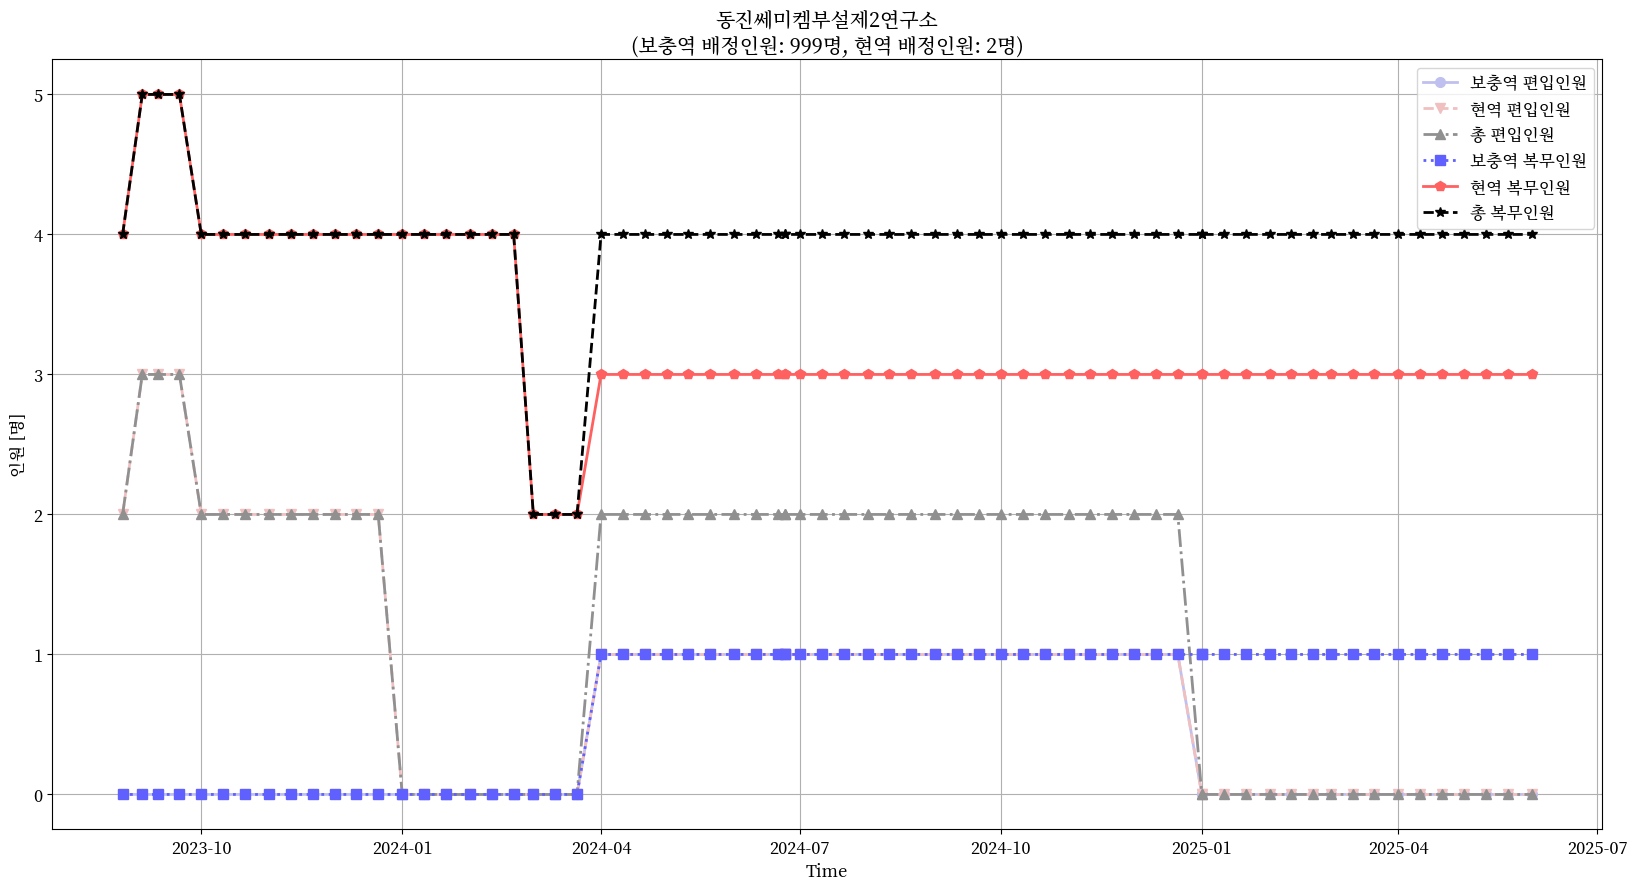 동진쎄미켐부설제2연구소
(보충역 배정인원: 999명, 현역 배정인원: 2명)
보충역 편입인원
현역 편입인원
총 편입인원
보충역 복무인원
현역 복무인원
총 복무인원
인원 [명]
5
4
3
2
1
0
2023-10
2024-01
2024-04
2024-07
2024-10
2025-01
2025-04
2025-07
Time